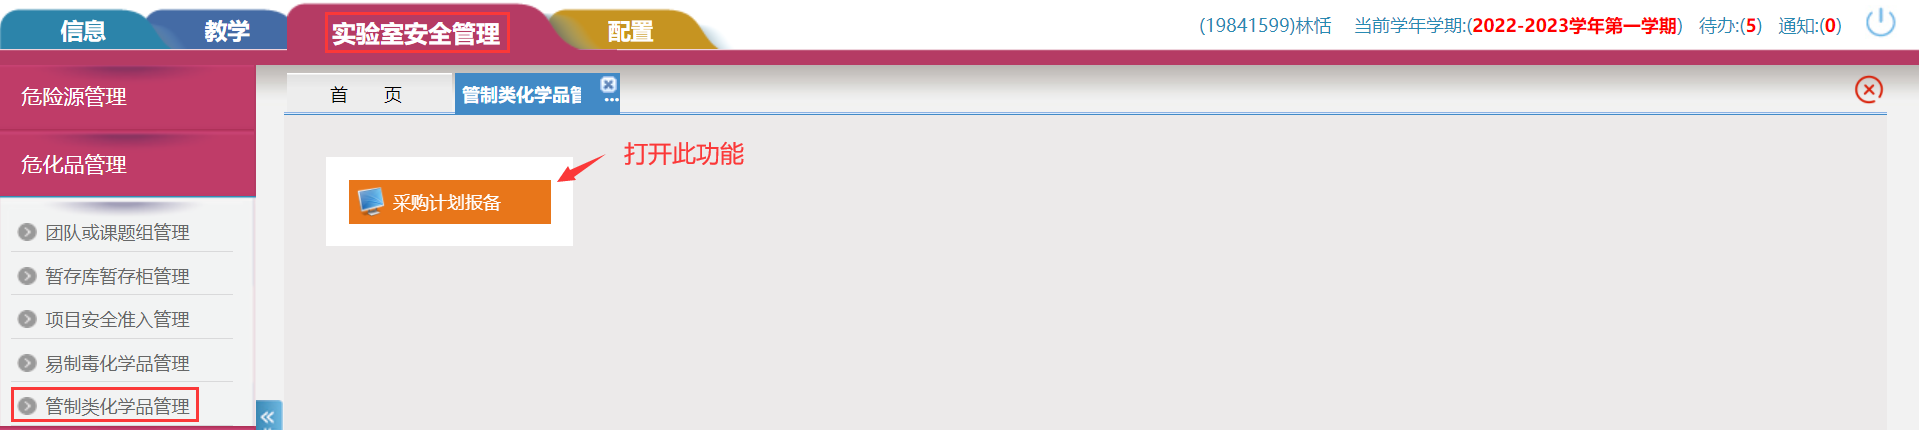 信息 教学 实验室安全管理 配置 (19841599)林恬 当前学年学期:(2022-2023学年第一学期) 待办:(5) 通知:(0)
危险源管理
首 页 管制类化学品管
打开此功能
危化品管理
采购计划报备
团队或课题组管理
暂存库暂存柜管理
项目安全准入管理
易制毒化学品管理
管制类化学品管理